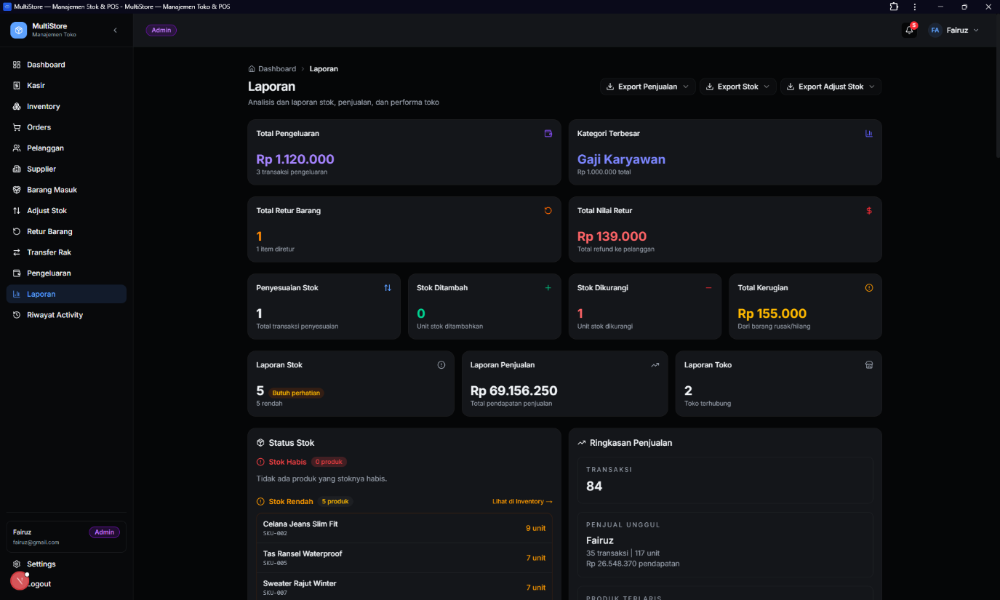 MultiStore — Manajemen Stok & POS - MultiStore — Manajemen Toko & POS
MultiStore
Manajemen Toko
Admin
5
FA
Fairuz
Dashboard
Kasir
Inventory
Orders
Pelanggan
Supplier
Barang Masuk
Adjust Stok
Retur Barang
Transfer Rak
Pengeluaran
Laporan
Riwayat Activity
Fairuz
Admin
fairuz@gmail.com
Settings
Logout
Dashboard > Laporan
Laporan
Analisis dan laporan stok, penjualan, dan performa toko
Export Penjualan
Export Stok
Export Adjust Stok
Total Pengeluaran
Rp 1.120.000
3 transaksi pengeluaran
Kategori Terbesar
Gaji Karyawan
Rp 1.000.000 total
Total Retur Barang
1
1 item diretur
Total Nilai Retur
$
Rp 139.000
Total refund ke pelanggan
Penyesuaian Stok
1
Total transaksi penyesuaian
Stok Ditambah
+
0
Unit stok ditambahkan
Stok Dikurangi
−
1
Unit stok dikurangi
Total Kerugian
Rp 155.000
Dari barang rusak/hilang
Laporan Stok
5 Butuh perhatian
5 rendah
Laporan Penjualan
Rp 69.156.250
Total pendapatan penjualan
Laporan Toko
2
Toko terhubung
Status Stok
Stok Habis 0 produk
Tidak ada produk yang stoknya habis.
Stok Rendah 5 produk
Lihat di Inventory →
Celana Jeans Slim Fit
SKU-002
9 unit
Tas Ransel Waterproof
SKU-005
7 unit
Sweater Rajut Winter
SKU-007
7 unit
Ringkasan Penjualan
TRANSAKSI
84
PENJUAL UNGGUL
Fairuz
35 transaksi | 117 unit
Rp 26.548.370 pendapatan
PRODUK TERLARIS